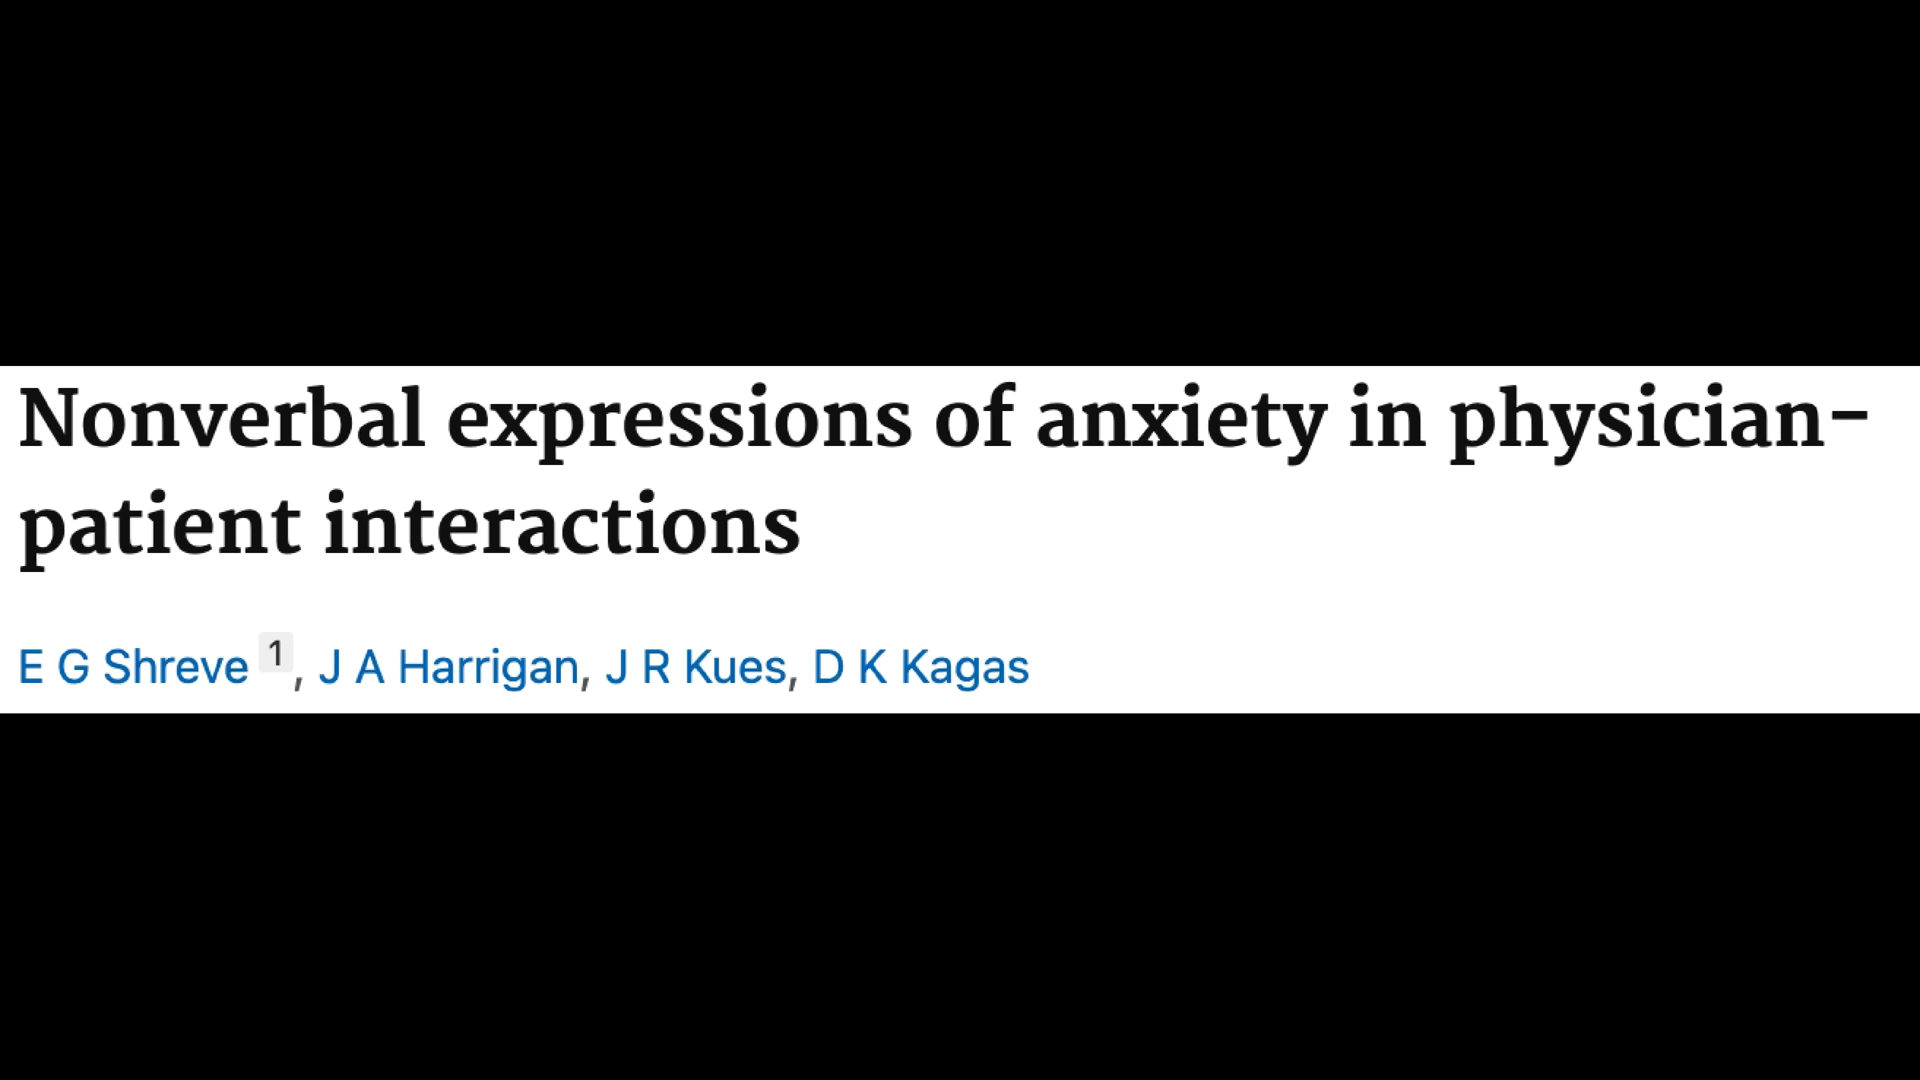 Nonverbal expressions of anxiety in physician-
patient interactions
E G Shreve 1, J A Harrigan, J R Kues, D K Kagas